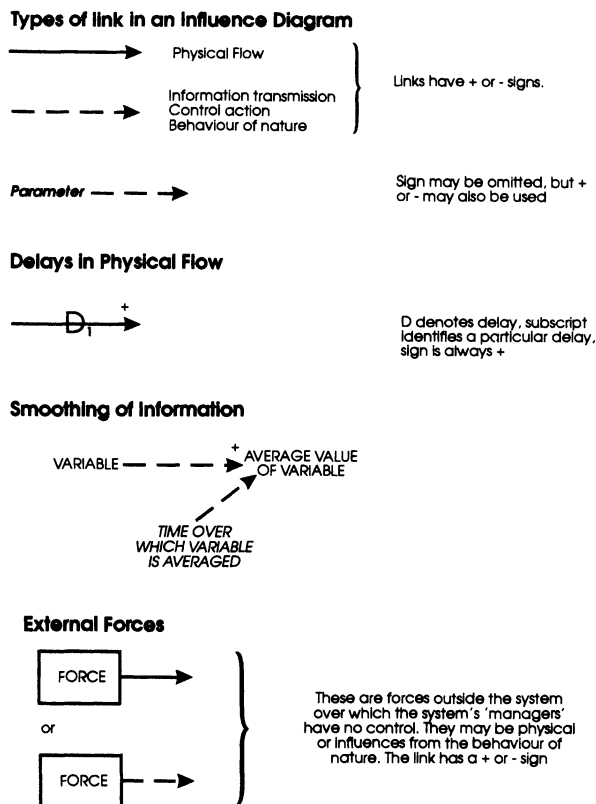 Types of link in an Influence Diagram
Physical Flow
Information transmission
Control action
Behaviour of nature
Links have + or - signs.
Parameter
Sign may be omitted, but +
or - may also be used
Delays in Physical Flow
+
D1
D denotes delay, subscript
identifies a particular delay,
sign is always +
Smoothing of Information
VARIABLE
+
AVERAGE VALUE
OF VARIABLE
TIME OVER
WHICH VARIABLE
IS AVERAGED
External Forces
FORCE
or
FORCE
These are forces outside the system
over which the system's 'managers'
have no control. They may be physical
or influences from the behaviour of
nature. The link has a + or - sign